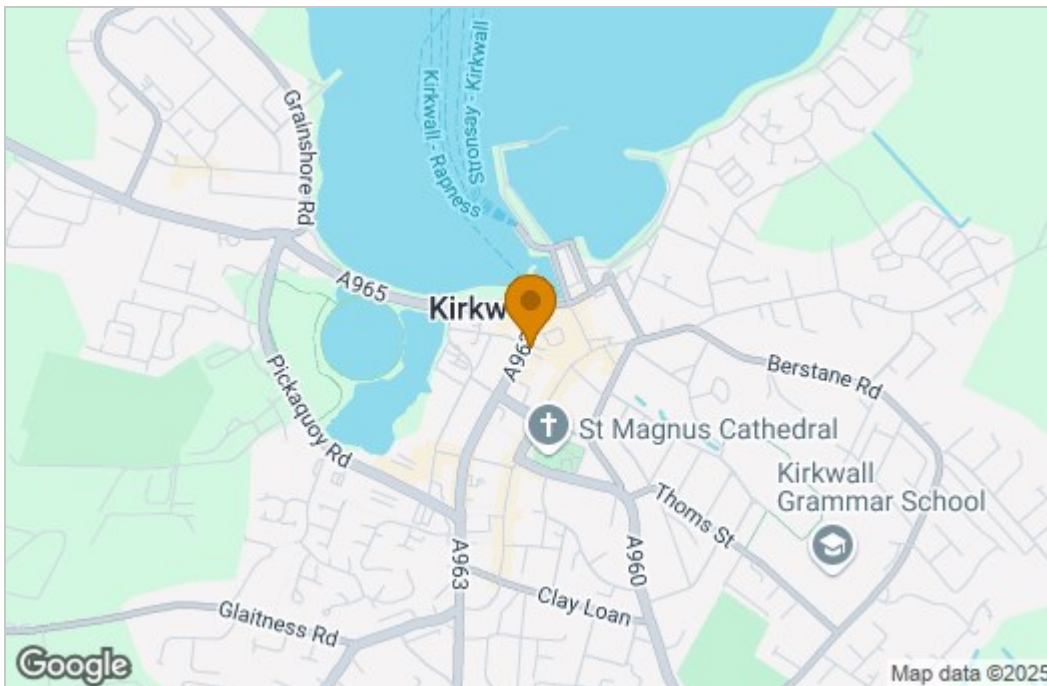 Grainshore Rd
Stronsay - Kirkwall
Kirkwall - Rapness
A965
Kirkw
A963
Berstane Rd
Pickaquoy Rd
St Magnus Cathedral
Kirkwall
Grammar School
Thoms St
A963
A960
Clay Loan
Glaitness Rd
Google
Map data ©2025